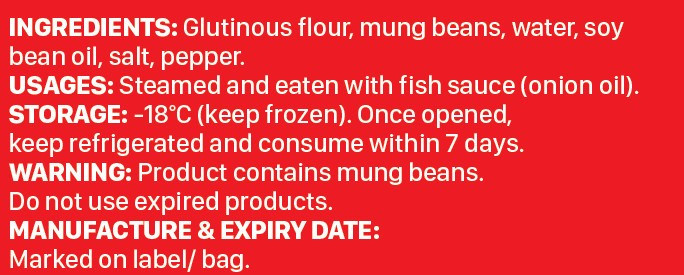 INGREDIENTS: Glutinous flour, mung beans, water, soy
bean oil, salt, pepper.
USAGES: Steamed and eaten with fish sauce (onion oil).
STORAGE: -18°C (keep frozen). Once opened,
keep refrigerated and consume within 7 days.
WARNING: Product contains mung beans.
Do not use expired products.
MANUFACTURE & EXPIRY DATE:
Marked on label/ bag.